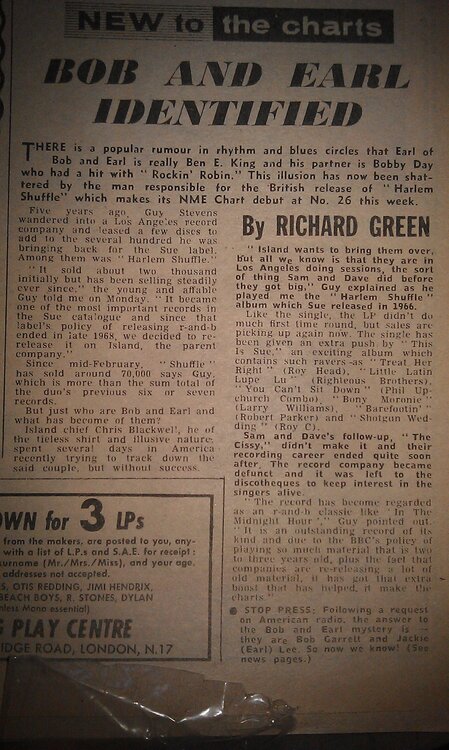 NEW to the charts
BOB AND EARL
IDENTIFIED
THERE is a popular rumour in rhythm and blues circles that Earl of
Bob and Earl is really Ben E. King and his partner is Bobby Day
who had a hit with "Rockin' Robin." This illusion has now been shat-
tered by the man responsible for the British release of "Harlem
Shuffle" which makes its NME Chart debut at No. 26 this week.
Five years ago, Guy Stevens
wandered into a Los Angeles record
company and leased a few discs to
add to the several hundred he was
bringing back for the Sue label.
Among them was "Harlem Shuffle."
"It sold about two thousand
initially but has been selling steadily
ever since," the young and affable
Guy told me on Monday. "It became
one of the most important records in
the Sue catalogue and since that
label's policy of releasing r-and-b
ended in late 1968, we decided to re-
release it on Island, the parent
company."
Since mid-February, "Shuffle"
has sold around 70,000 says Guy,
which is more than the sum total of
the duo's previous six or seven
records.
But just who are Bob and Earl and
what has become of them?
Island chief Chris Blackwell, he of
the tieless shirt and illusive nature,
spent several days in America
recently trying to track down the
said couple, but without success.
By RICHARD GREEN
"Island wants to bring them over,
but all we know is that they are in
Los Angeles doing sessions, the sort
of thing Sam and Dave did before
they got big," Guy explained as he
played me the "Harlem Shuffle"
album which Sue released in 1966.
Like the single, the LP didn't do
much first time round, but sales are
picking up again now. The single has
been given an extra push by "This
Is Sue," an exciting album which
contains such ravers as "Treat Her
Right" (Roy Head), "Little Latin
Lupe Lu" (Righteous Brothers),
"You Can't Sit Down" (Phil Up-
church Combo), "Bony Moronie"
(Larry Williams), "Barefootin'"
(Robert Parker) and "Shotgun Wed-
ding" (Roy C).
Sam and Dave's follow-up, "The
Cissy," didn't make it and their
recording career ended quite soon
after. The record company became
defunct and it was left to the
discotheques to keep interest in the
singers alive.
"The record has become regarded
as an r-and-b classic like 'In The
Midnight Hour'," Guy pointed out.
"It is an outstanding record of its
kind and due to the BBC's policy of
playing so much material that is two
to three years old, plus the fact that
companies are re-releasing a lot of
old material, it has got that extra
boost that has helped it make the
charts."
● STOP PRESS: Following a request
on American radio, the answer to
the Bob and Earl mystery is —
they are Bob Garrett and Jackie
(Earl) Lee. So now we know! (See
news pages.)
OWN for 3 LPs
from the makers, are posted to you, any-
with a list of L.P.s and S.A.E. for receipt:
urname (Mr./Mrs./Miss), and your age.
addresses not accepted.
S, OTIS REDDING, JIMI HENDRIX,
BEACH BOYS, R. STONES, DYLAN
nless Mono essential)
G PLAY CENTRE
IDGE ROAD, LONDON, N.17